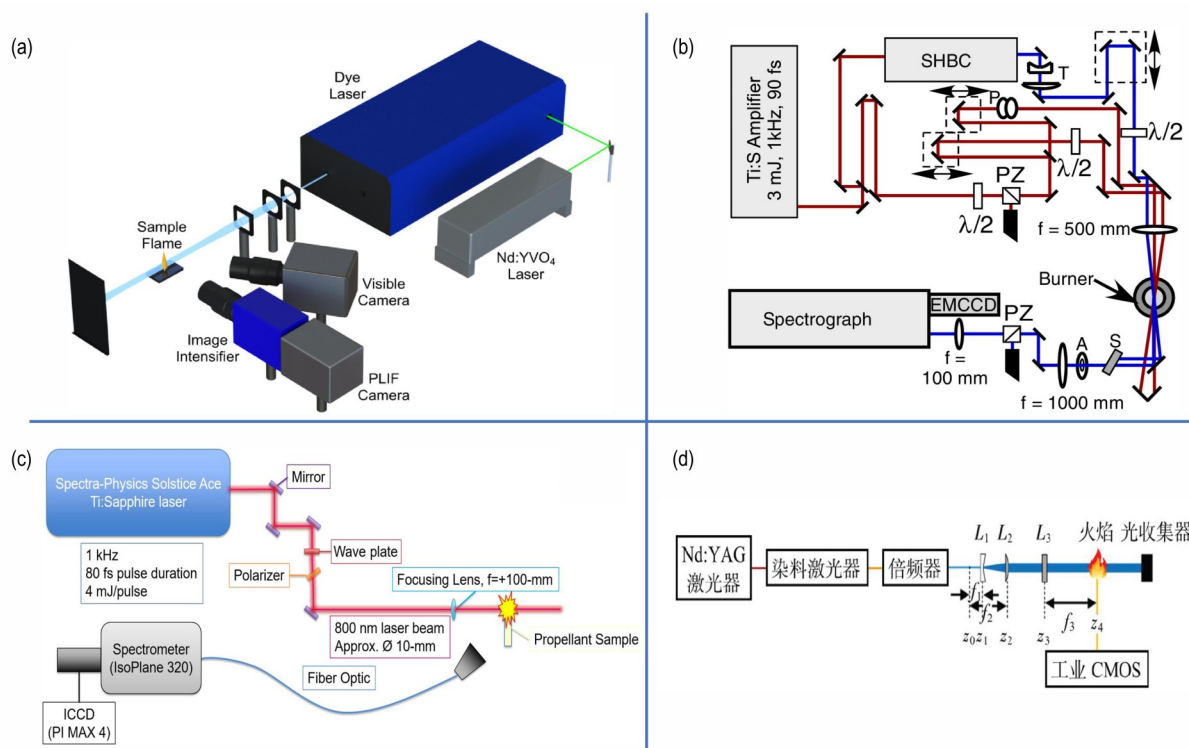 (a)
Dye
Laser
Sample
Flame
Nd:YVO₄
Laser
Visible
Camera
Image
Intensifier
PLIF
Camera
(b)
Ti:S Amplifier
3 mJ, 1kHz, 90 fs
SHBC
T
P
λ/2
λ/2
PZ
λ/2
f = 500 mm
Burner
EMCCD
Spectrograph
PZ
A
S
f =
100 mm
f = 1000 mm
(c)
Spectra-Physics Solstice Ace
Ti:Sapphire laser
Mirror
1 kHz
80 fs pulse duration
4 mJ/pulse
Wave plate
Polarizer
Focusing Lens, f=+100-mm
800 nm laser beam
Approx. Ø 10-mm
Propellant Sample
Spectrometer
(IsoPlane 320)
Fiber Optic
ICCD
(PI MAX 4)
(d)
Nd:YAG
激光器
染料激光器
倍频器
L₁ L₂ L₃ 火焰 光收集器
f₁
f₂
f₃
z₀ z₁ z₂ z₃ z₄
工业 CMOS